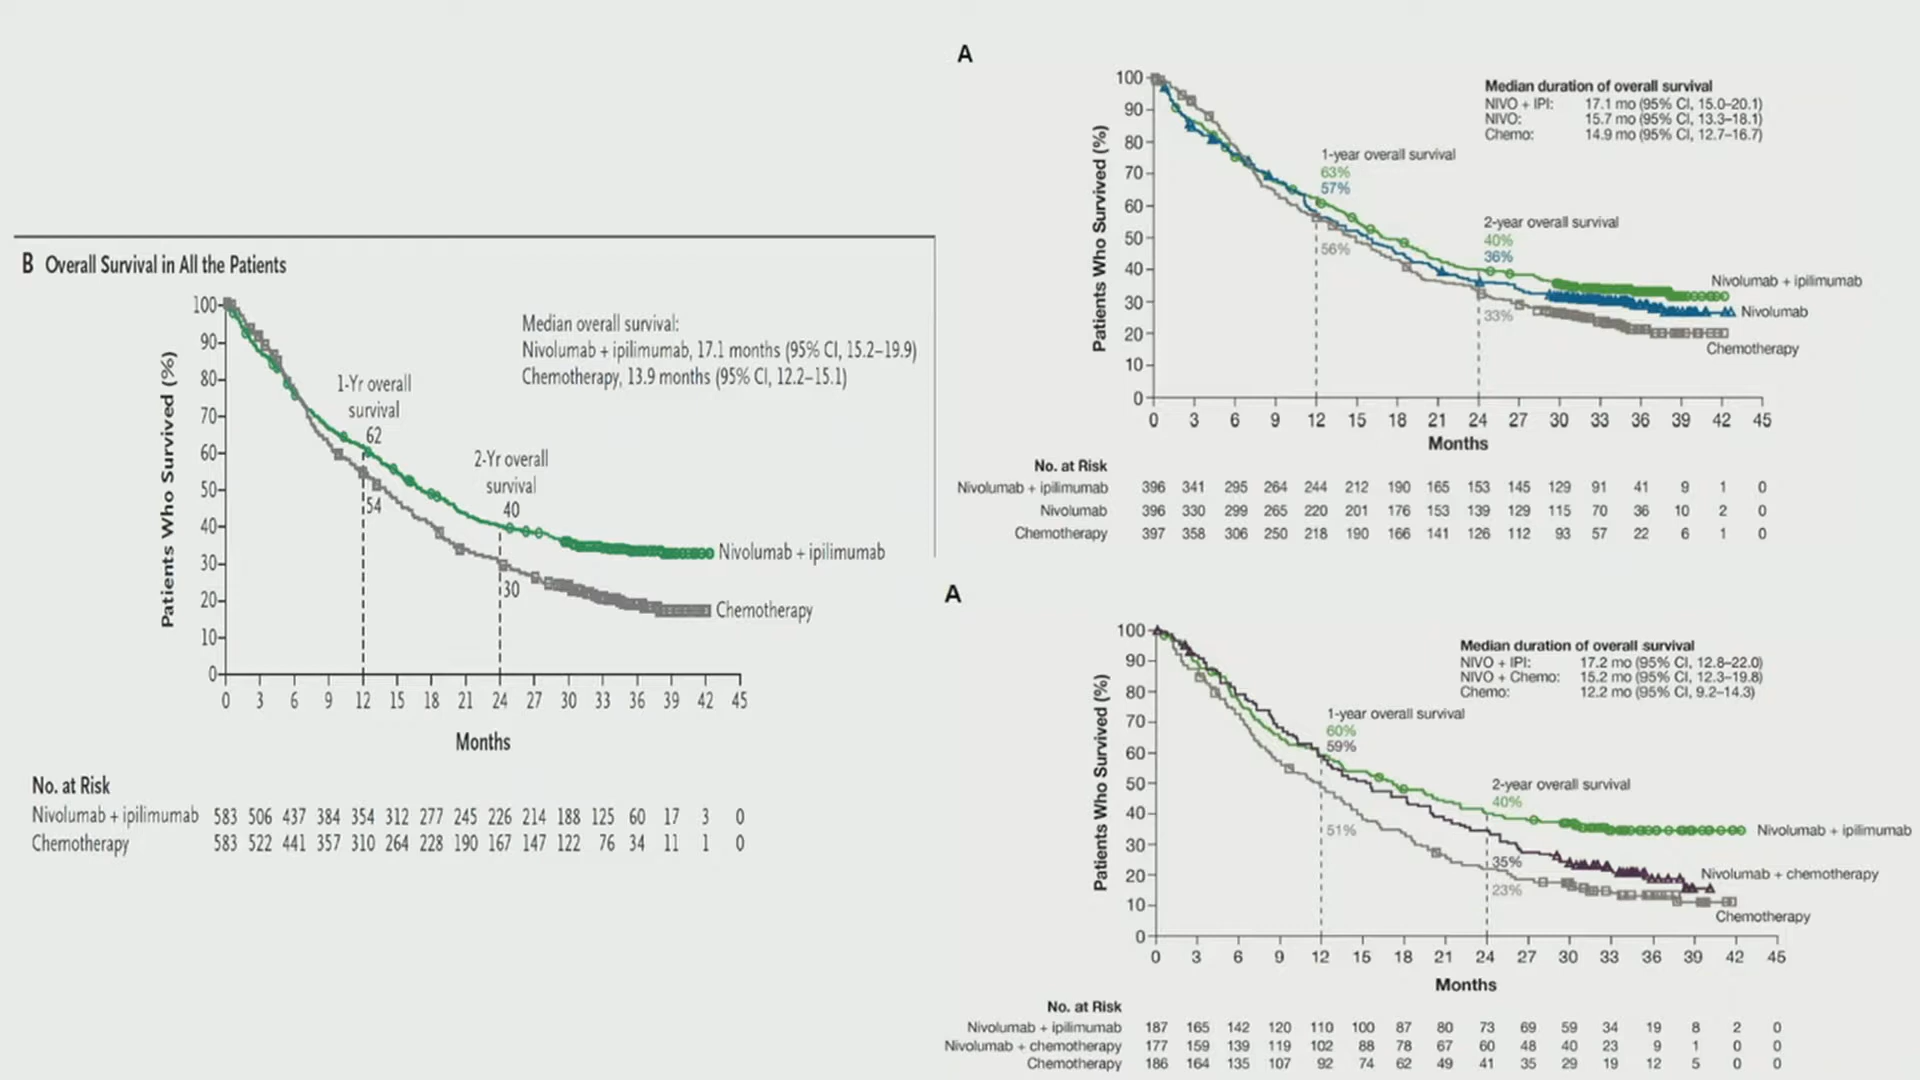 B Overall Survival in All the Patients
Patients Who Survived (%)
100
90
80
70
60
50
40
30
20
10
0
Median overall survival:
Nivolumab + ipilimumab, 17.1 months (95% CI, 15.2–19.9)
Chemotherapy, 13.9 months (95% CI, 12.2–15.1)
1-Yr overall
survival
62
54
2-Yr overall
survival
40
30
Nivolumab + ipilimumab
Chemotherapy
0 3 6 9 12 15 18 21 24 27 30 33 36 39 42 45
Months
No. at Risk
Nivolumab + ipilimumab 583 506 437 384 354 312 277 245 226 214 188 125 60 17 3 0
Chemotherapy 583 522 441 357 310 264 228 190 167 147 122 76 34 11 1 0
A
Patients Who Survived (%)
100
90
80
70
60
50
40
30
20
10
0
Median duration of overall survival
NIVO + IPI: 17.1 mo (95% CI, 15.0–20.1)
NIVO: 15.7 mo (95% CI, 13.3–18.1)
Chemo: 14.9 mo (95% CI, 12.7–16.7)
1-year overall survival
63%
57%
56%
2-year overall survival
40%
36%
33%
Nivolumab + ipilimumab
Nivolumab
Chemotherapy
0 3 6 9 12 15 18 21 24 27 30 33 36 39 42 45
Months
No. at Risk
Nivolumab + ipilimumab 396 341 295 264 244 212 190 165 153 145 129 91 41 9 1 0
Nivolumab 396 330 299 265 220 201 176 153 139 129 115 70 36 10 2 0
Chemotherapy 397 358 306 250 218 190 166 141 126 112 93 57 22 6 1 0
A
Patients Who Survived (%)
100
90
80
70
60
50
40
30
20
10
0
Median duration of overall survival
NIVO + IPI: 17.2 mo (95% CI, 12.8–22.0)
NIVO + Chemo: 15.2 mo (95% CI, 12.3–19.8)
Chemo: 12.2 mo (95% CI, 9.2–14.3)
1-year overall survival
60%
59%
51%
2-year overall survival
40%
35%
23%
Nivolumab + ipilimumab
Nivolumab + chemotherapy
Chemotherapy
0 3 6 9 12 15 18 21 24 27 30 33 36 39 42 45
Months
No. at Risk
Nivolumab + ipilimumab 187 165 142 120 110 100 87 80 73 69 59 34 19 8 2 0
Nivolumab + chemotherapy 177 159 139 119 102 88 78 67 60 48 40 23 9 1 0 0
Chemotherapy 186 164 135 107 92 74 62 49 41 35 29 19 12 5 0 0